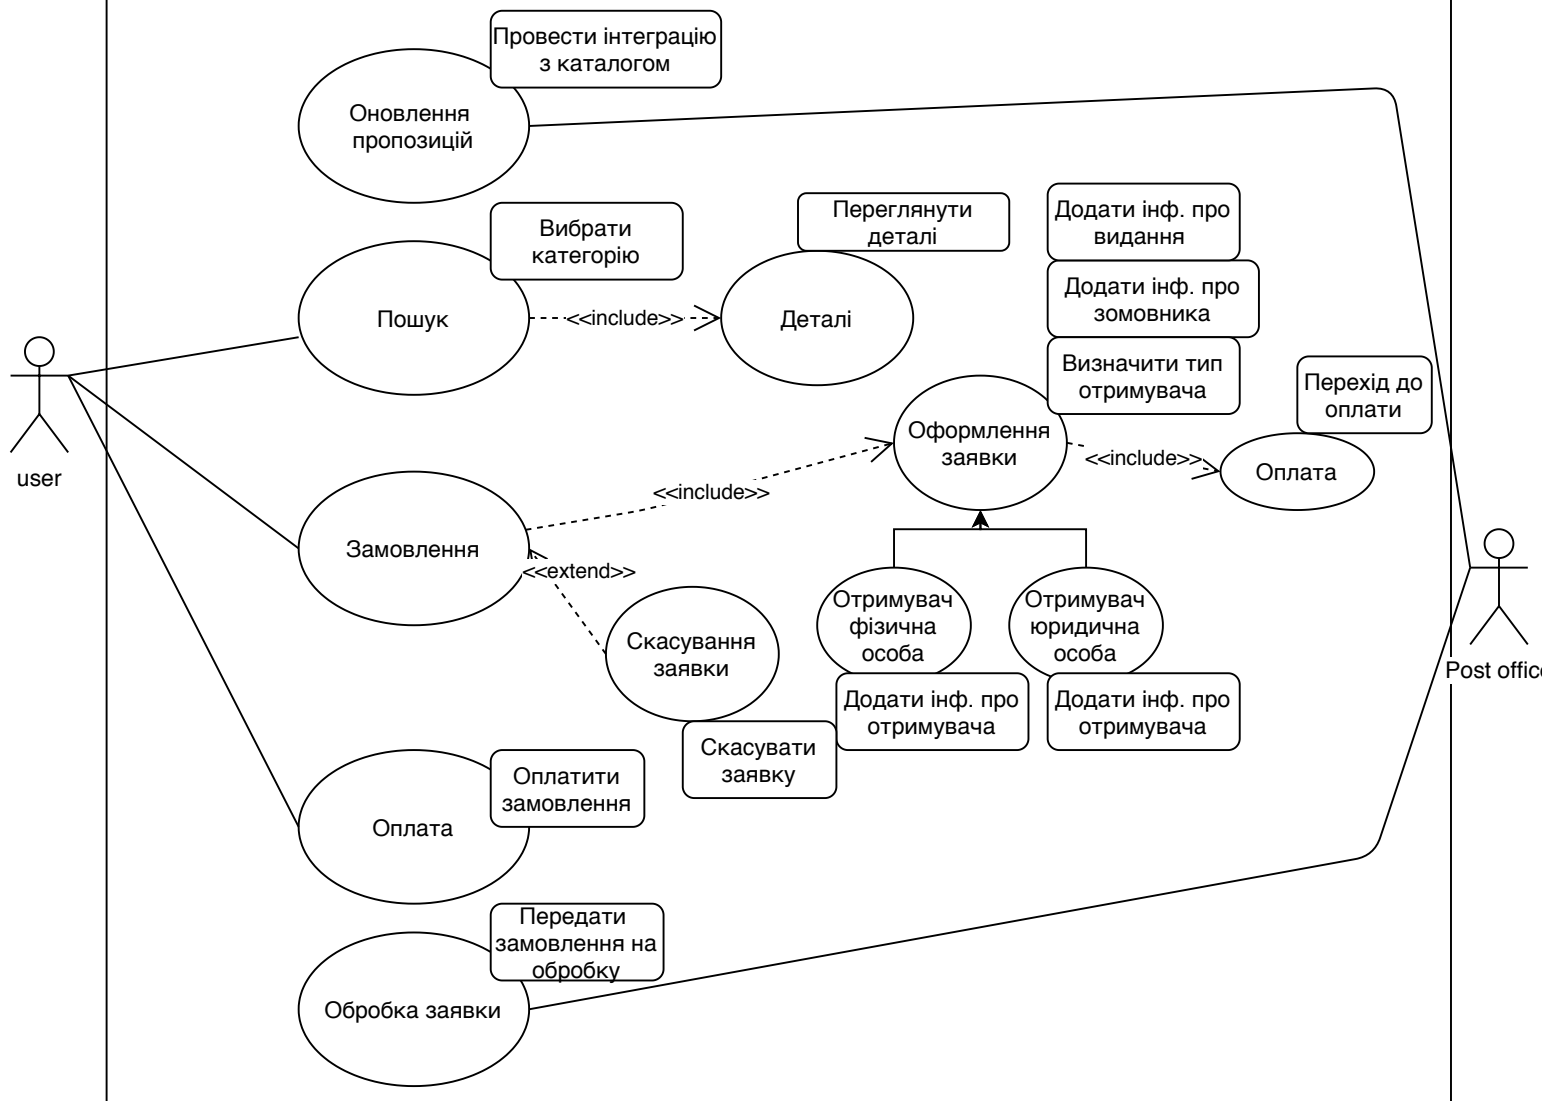 Провести інтеграцію
з каталогом
Оновлення
пропозицій
Вибрати
категорію
Пошук
<<include>>
Переглянути
деталі
Деталі
Додати інф. про
видання
Додати інф. про
зомовника
Визначити тип
отримувача
Перехід до
оплати
Оформлення
заявки
<<include>>
Оплата
user
<<include>>
Замовлення
<<extend>>
Скасування
заявки
Скасувати
заявку
Отримувач
фізична
особа
Додати інф. про
отримувача
Отримувач
юридична
особа
Додати інф. про
отримувача
Post office
Оплатити
замовлення
Оплата
Передати
замовлення на
обробку
Обробка заявки